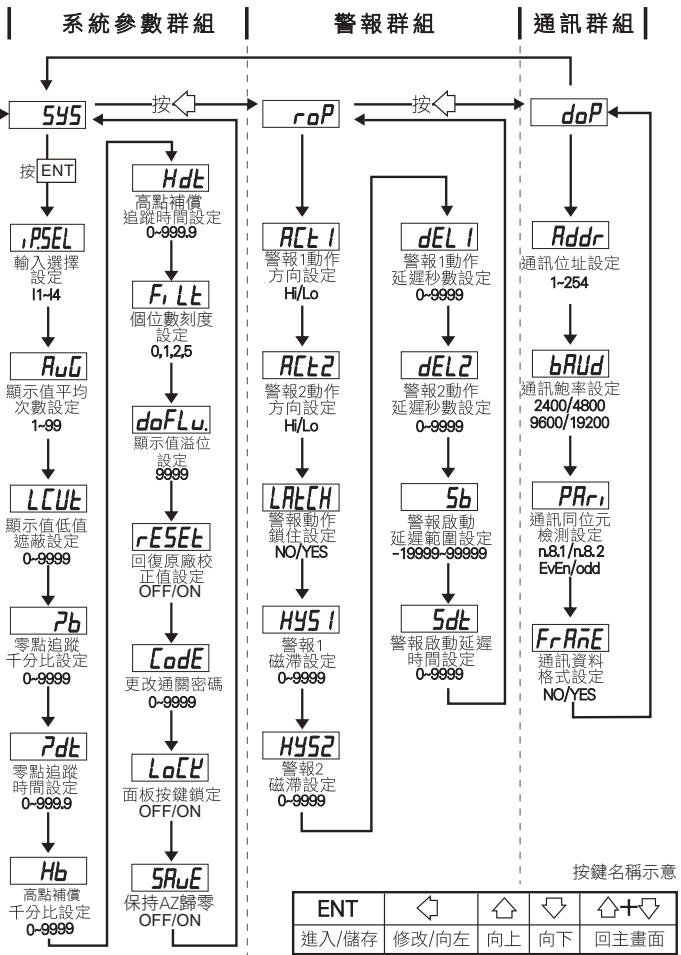 系統參數群組
警報群組
通訊群組
SYS
按
roP
按
doP
按 ENT
iP.SEL
輸入選擇
設定
I1~I4
AvG
顯示值平均
次數設定
1~99
LCUt
顯示值低值
遮蔽設定
0~9999
Zb
零點追蹤
千分比設定
0~9999
Zdt
零點追蹤
時間設定
0~999.9
Hb
高點補償
千分比設定
0~9999
Hdt
高點補償
追蹤時間設定
0~999.9
Fi Lt
個位數刻度
設定
0,1,2,5
doFLv.
顯示值溢位
設定
9999
rESEt
回復原廠校
正值設定
OFF/ON
CodE
更改通關密碼
0~9999
LoCK
面板按鍵鎖定
OFF/ON
SAvE
保持AZ歸零
OFF/ON
ACt 1
警報1動作
方向設定
Hi/Lo
ACt2
警報2動作
方向設定
Hi/Lo
LAtCH
警報動作
鎖住設定
NO/YES
HYS 1
警報1
磁滯設定
0~9999
HYS2
警報2
磁滯設定
0~9999
dEL 1
警報1動作
延遲秒數設定
0~9999
dEL2
警報2動作
延遲秒數設定
0~9999
Sb
警報啟動
延遲範圍設定
-19999~99999
Sdt
警報啟動延遲
時間設定
0~9999
Addr
通訊位址設定
1~254
bAUd
通訊鮑率設定
2400/4800
9600/19200
PAri
通訊同位元
檢測設定
n.8.1/n.8.2
EvEn/odd
FrAmE
通訊資料
格式設定
NO/YES
按鍵名稱示意
ENT
+
進入/儲存 修改/向左 向上 向下 回主畫面